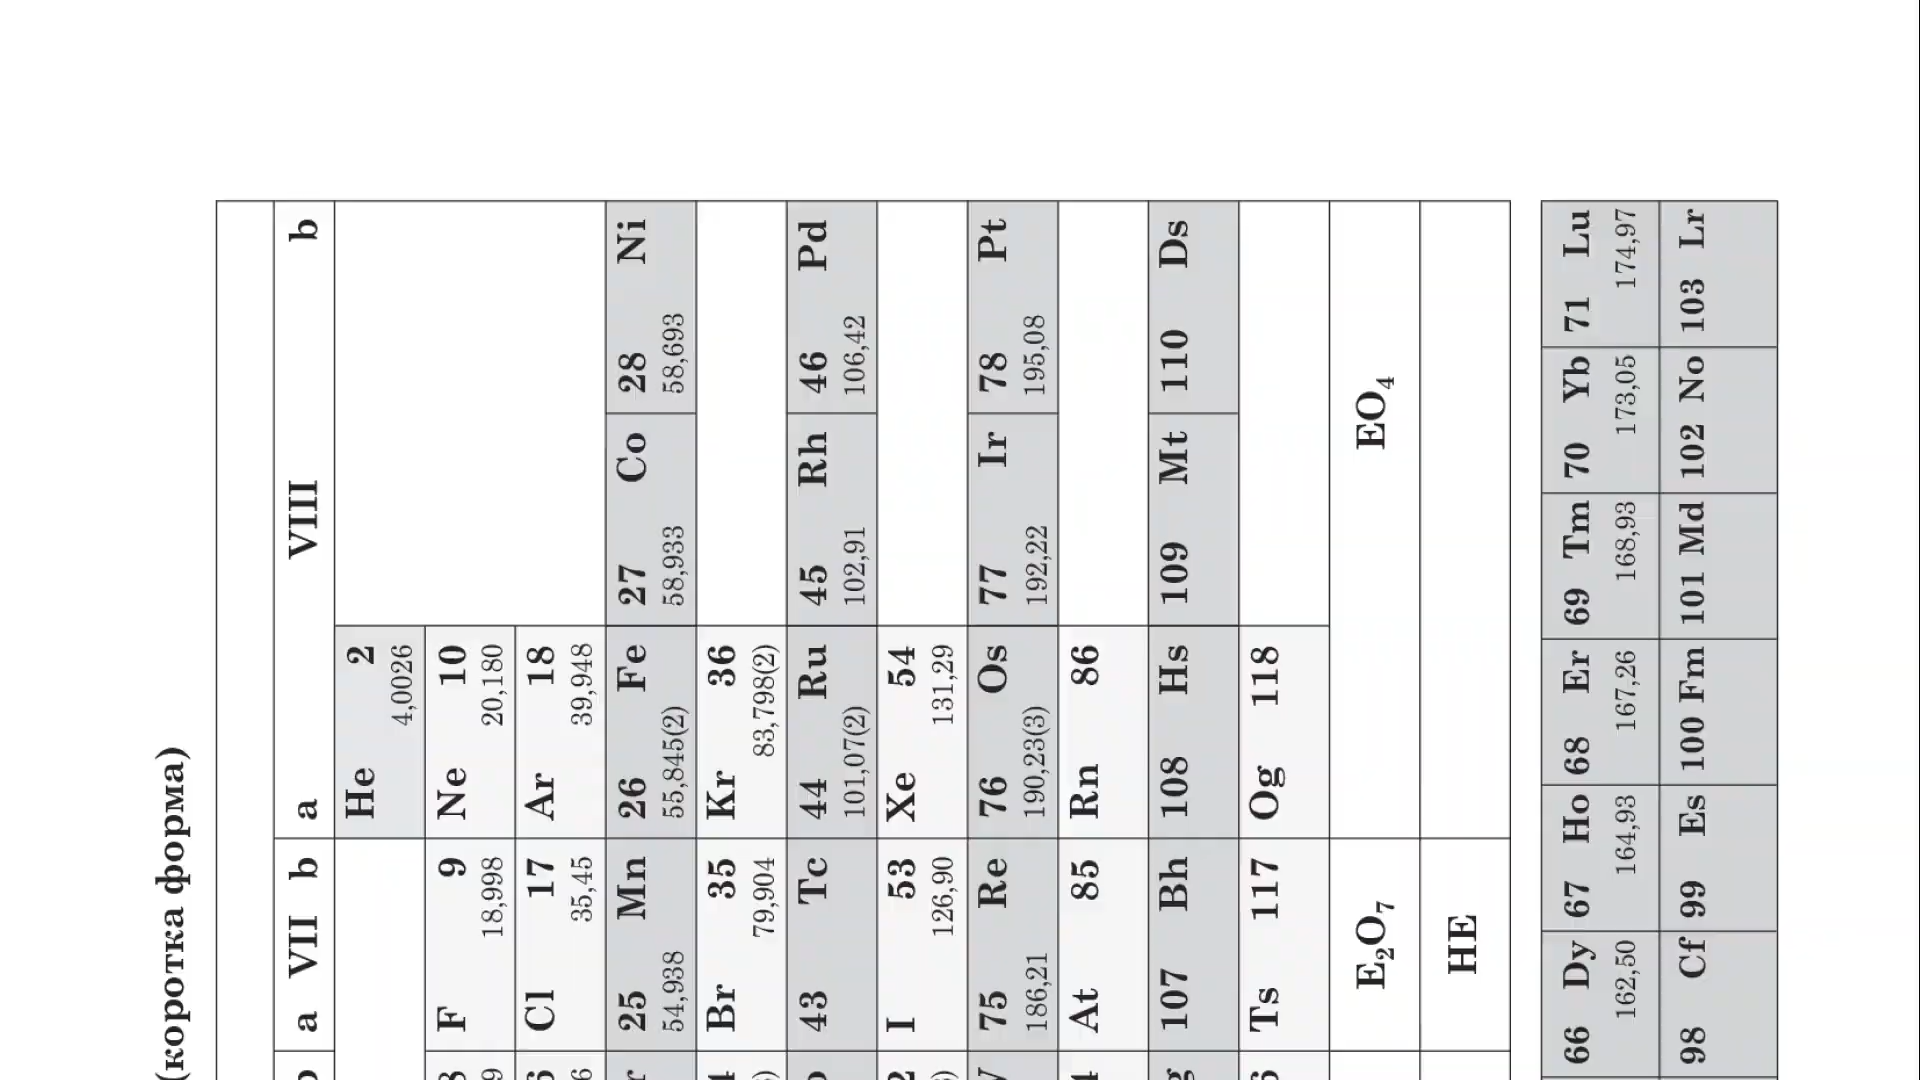 (коротка форма)
a VII b a VIII b
He 2
4,0026
F 9 Ne 10
18,998 20,180
Cl 17 Ar 18
35,45 39,948
25 Mn 26 Fe 27 Co 28 Ni
54,938 55,845(2) 58,933 58,693
Br 35 Kr 36
79,904 83,798(2)
43 Tc 44 Ru 45 Rh 46 Pd
101,07(2) 102,91 106,42
I 53 Xe 54
126,90 131,29
75 Re 76 Os 77 Ir 78 Pt
186,21 190,23(3) 192,22 195,08
At 85 Rn 86
107 Bh 108 Hs 109 Mt 110 Ds
Ts 117 Og 118
E₂O₇ EO₄
HE
66 Dy 67 Ho 68 Er 69 Tm 70 Yb 71 Lu
162,50 164,93 167,26 168,93 173,05 174,97
98 Cf 99 Es 100 Fm 101 Md 102 No 103 Lr